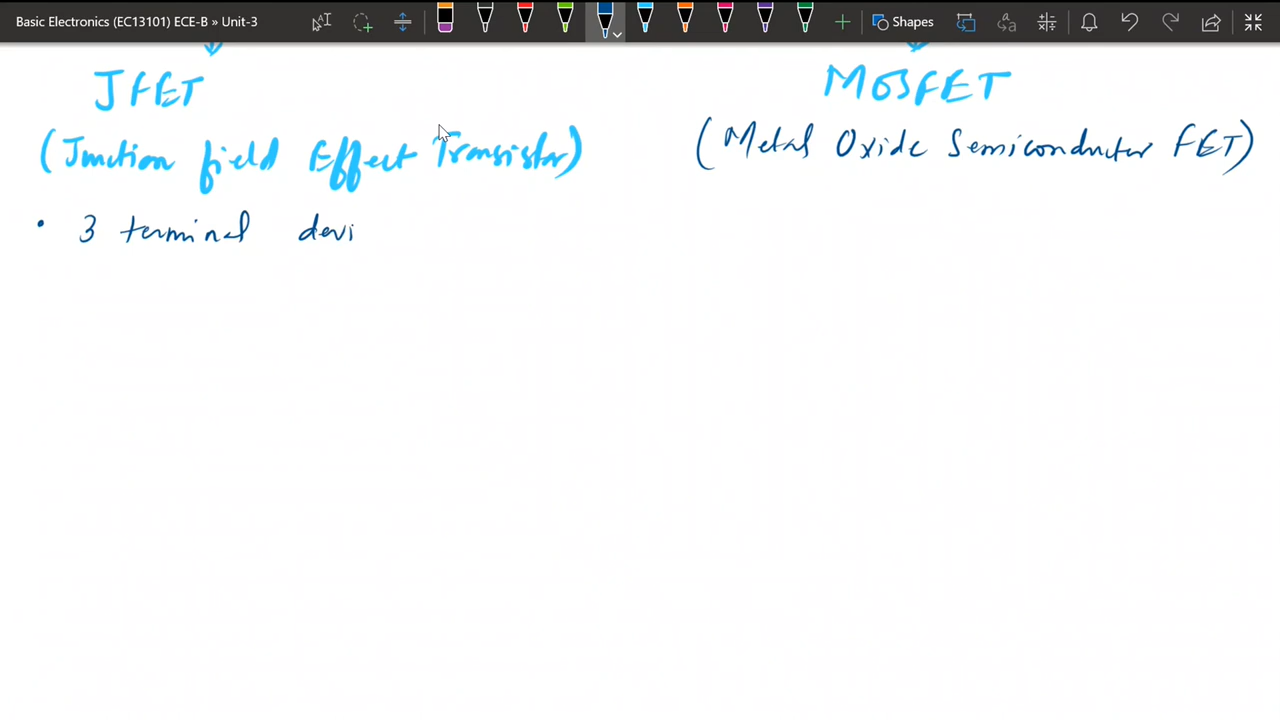 Basic Electronics (EC13101) ECE-B » Unit-3
Shapes
JFET
MOSFET
(Junction field Effect Transistor)
(Metal Oxide Semiconductor FET)
• 3 terminal devi